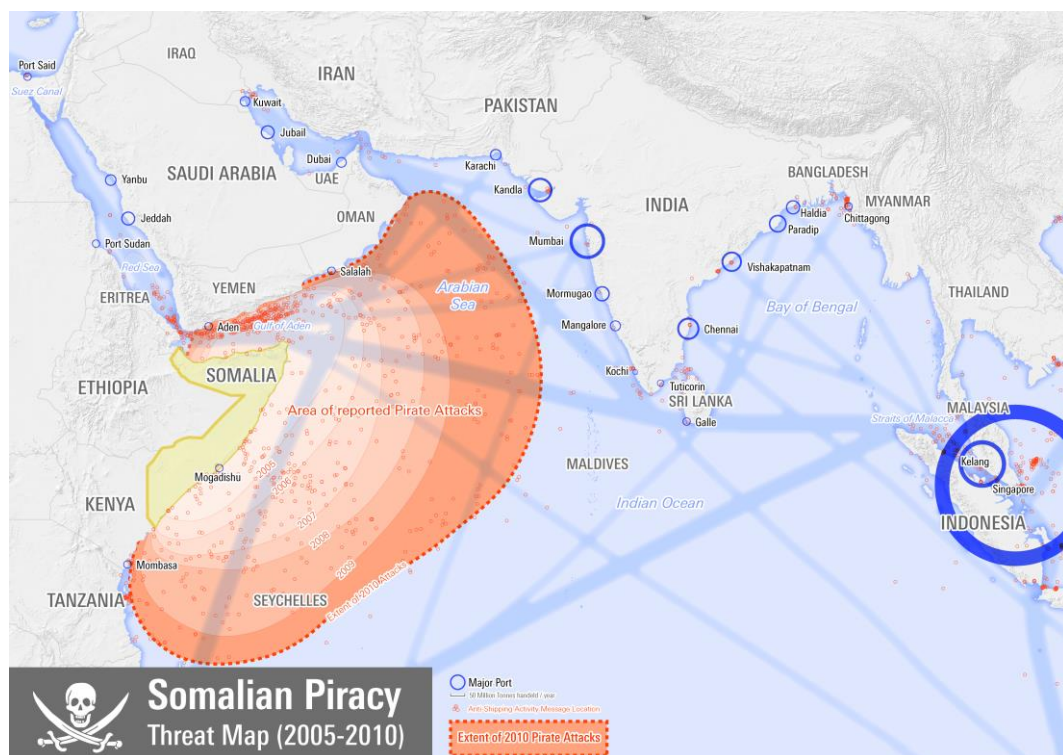 IRAQ
Port Said
Suez Canal
IRAN
PAKISTAN
Kuwait
Jubail
Dubai
UAE
Karachi
Kandla
BANGLADESH
SAUDI ARABIA
Yanbu
OMAN
INDIA
Haldia
MYANMAR
Chittagong
Paradip
Jeddah
Mumbai
Port Sudan
Red Sea
Salalah
Vishakapatnam
ERITREA
YEMEN
Arabian
Sea
Mormugao
THAILAND
Bay of Bengal
Aden
Gulf of Aden
Mangalore
Chennai
ETHIOPIA
SOMALIA
Kochi
Tuticorin
SRI LANKA
Area of reported Pirate Attacks
MALAYSIA
Straits of Malacca
Galle
Mogadishu
2005
2006
2007
2008
2009
MALDIVES
Kelang
Singapore
KENYA
Indian Ocean
INDONESIA
Mombasa
TANZANIA
SEYCHELLES
Extent of 2010 Attacks
Somalian Piracy
Threat Map (2005-2010)
Major Port
50 Million Tonnes handled / year
Anti-Shipping Activity Message Location
Extent of 2010 Pirate Attacks